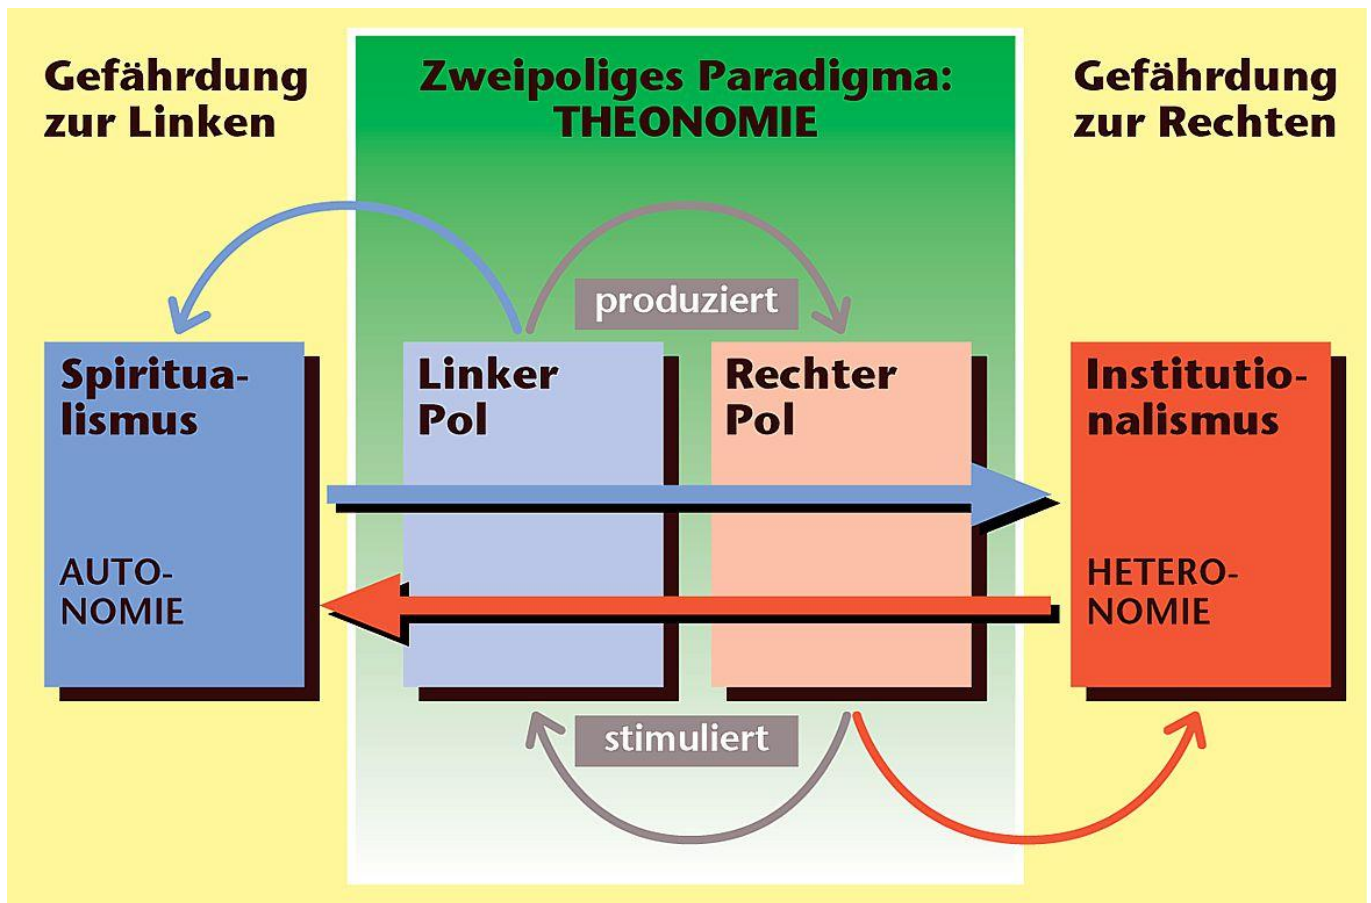 Gefährdung
zur Linken
Zweipoliges Paradigma:
THEONOMIE
Gefährdung
zur Rechten
produziert
Spiritua-
lismus
AUTO-
NOMIE
Linker
Pol
Rechter
Pol
Institutio-
nalismus
HETERO-
NOMIE
stimuliert